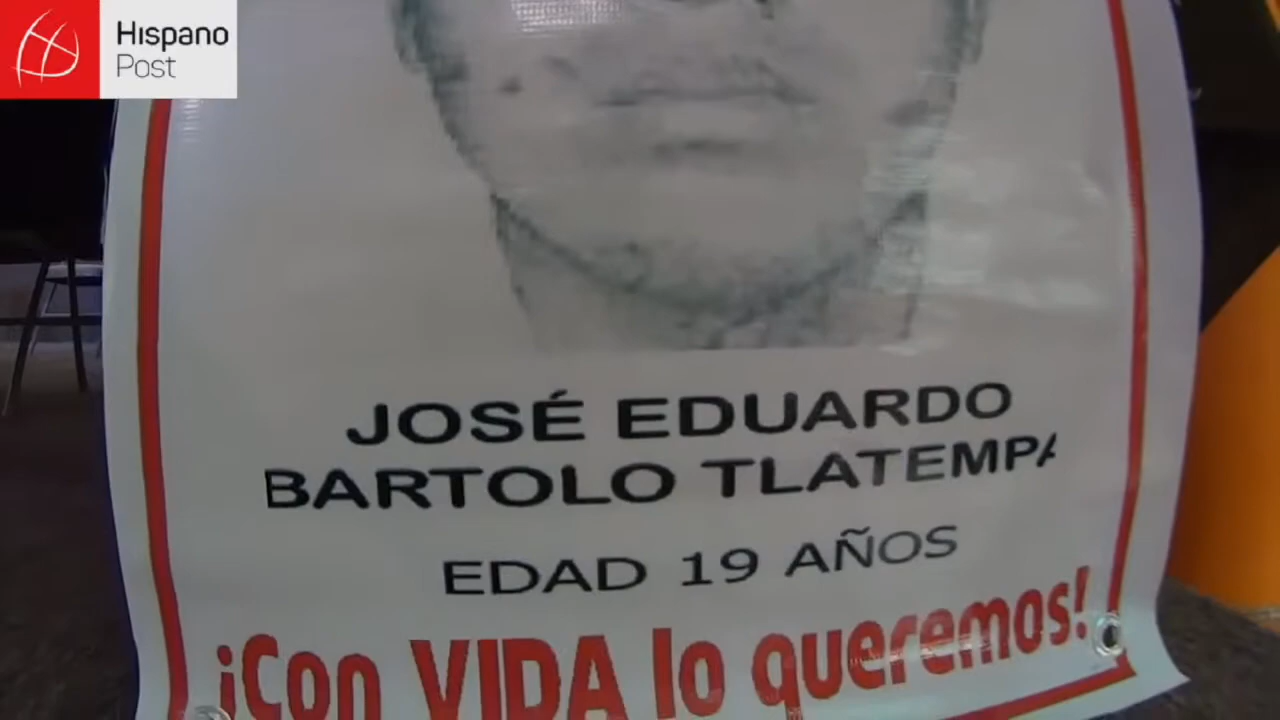 Hispano
Post
JOSÉ EDUARDO
BARTOLO TLATEMPA
EDAD 19 AÑOS
¡Con VIDA lo queremos!